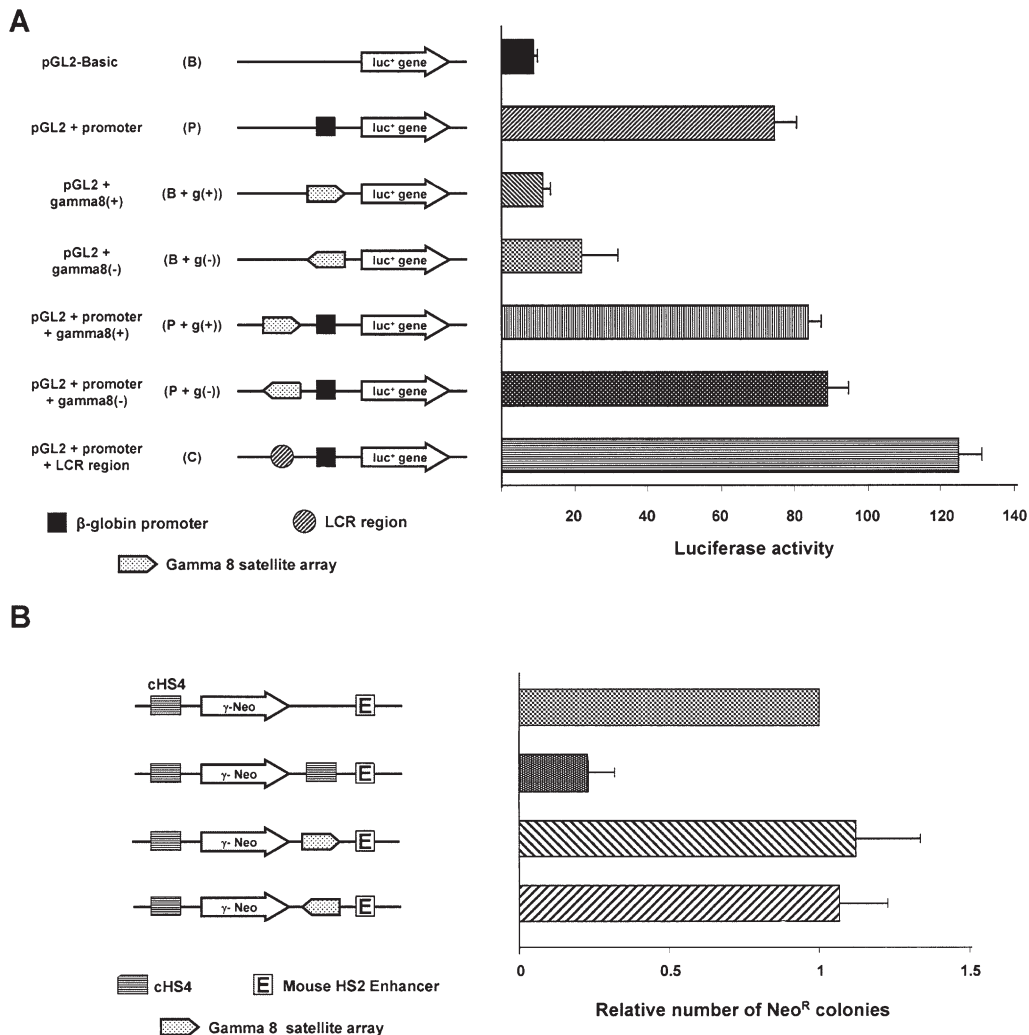 A
pGL2-Basic (B) luc⁺ gene
pGL2 + promoter (P) luc⁺ gene
pGL2 +
gamma8(+) (B + g(+)) luc⁺ gene
pGL2 +
gamma8(-) (B + g(-)) luc⁺ gene
pGL2 + promoter
+ gamma8(+) (P + g(+)) luc⁺ gene
pGL2 + promoter
+ gamma8(-) (P + g(-)) luc⁺ gene
pGL2 + promoter
+ LCR region (C) luc⁺ gene
20 40 60 80 100 120 140
Luciferase activity
β-globin promoter LCR region
Gamma 8 satellite array
B
cHS4
γ-Neo E
γ- Neo E
γ- Neo E
γ- Neo E
0 0.5 1 1.5
Relative number of Neoᴿ colonies
cHS4 E Mouse HS2 Enhancer
Gamma 8 satellite array